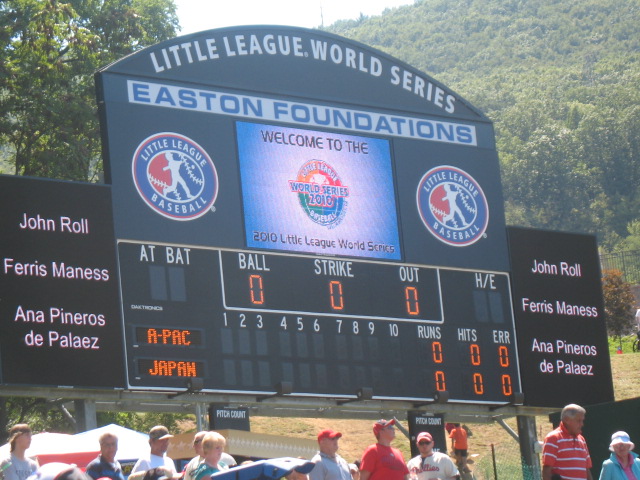 LITTLE LEAGUE® WORLD SERIES
EASTON FOUNDATIONS
LITTLE LEAGUE
BASEBALL
WELCOME TO THE
LITTLE LEAGUE
WORLD SERIES
2010
BASEBALL
2010 Little League World Series
LITTLE LEAGUE
BASEBALL
John Roll
Ferris Maness
Ana Pineros
de Palaez
AT BAT
BALL STRIKE OUT
H/E
0 0 0
DAKTRONICS
1 2 3 4 5 6 7 8 9 10 RUNS HITS ERR
A-PAC 0 0 0
JAPAN 0 0 0
John Roll
Ferris Maness
Ana Pineros
de Palaez
PITCH COUNT
PITCH COUNT